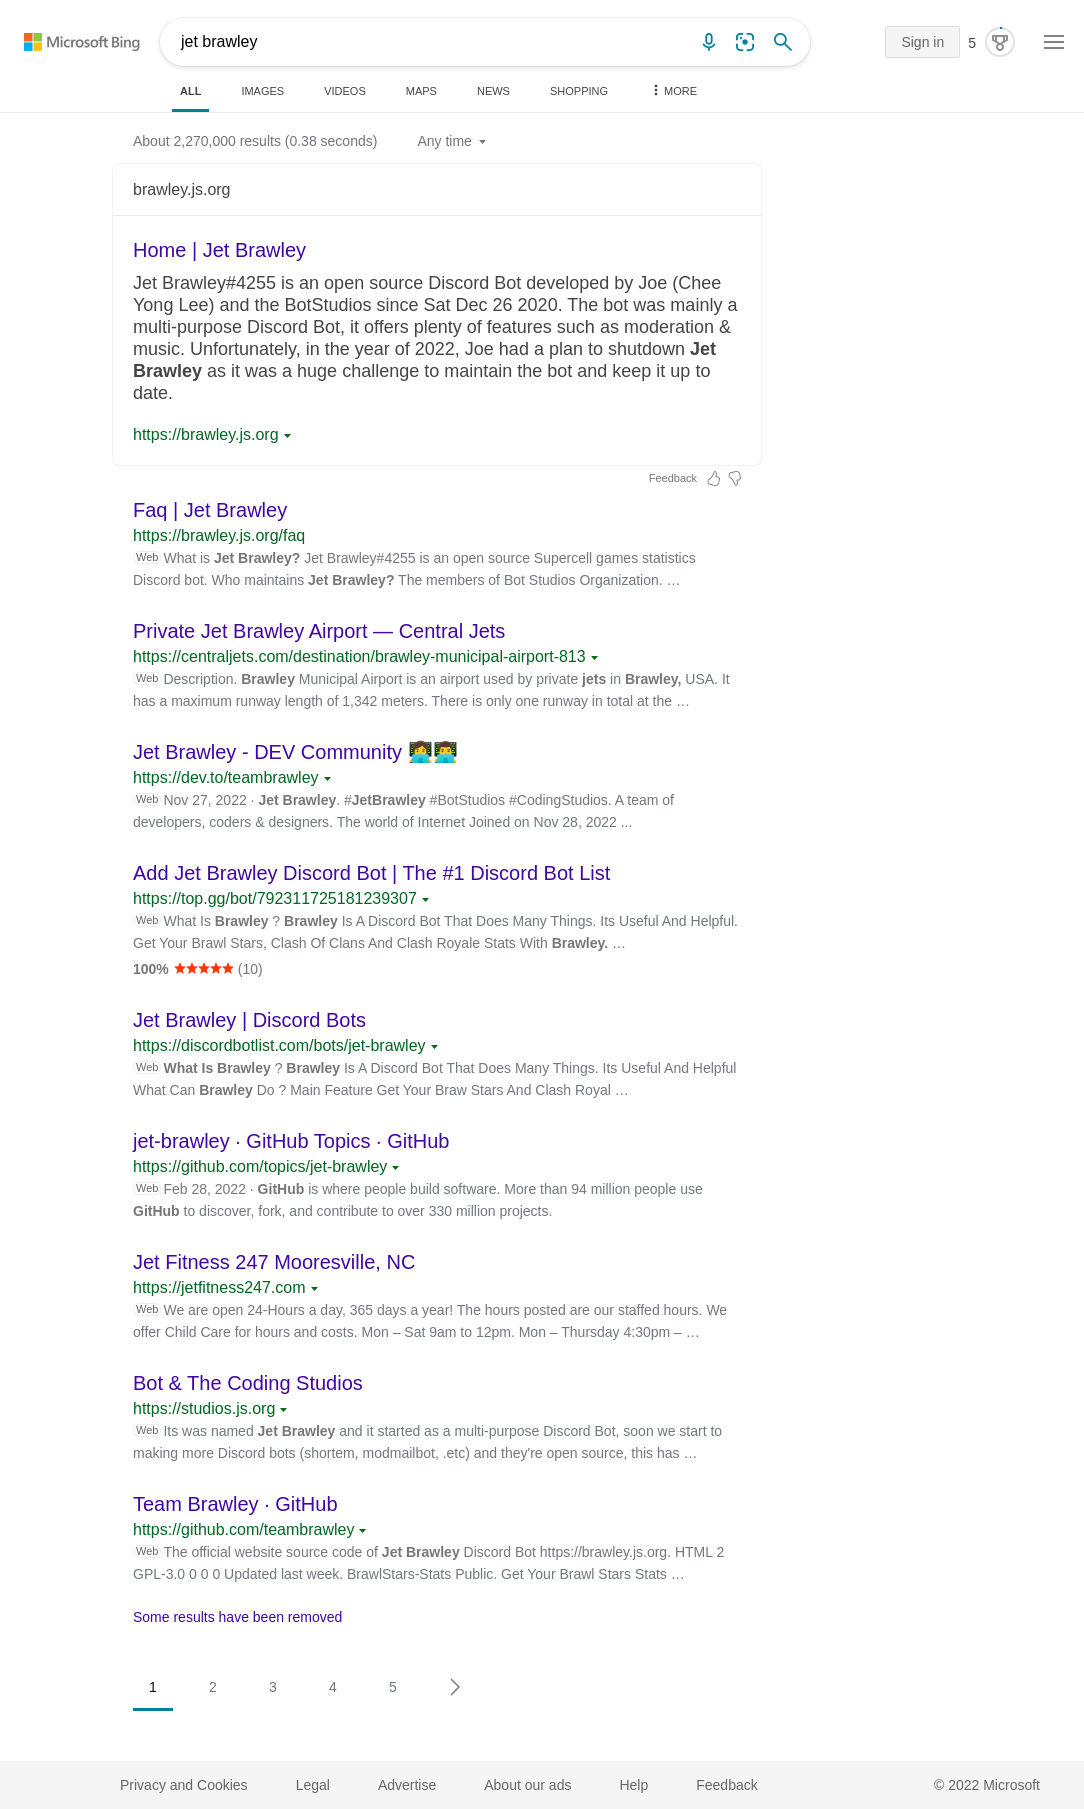 Microsoft Bing
jet brawley
Sign in
5
ALL
IMAGES
VIDEOS
MAPS
NEWS
SHOPPING
MORE
About 2,270,000 results (0.38 seconds)
Any time
brawley.js.org
Home | Jet Brawley
Jet Brawley#4255 is an open source Discord Bot developed by Joe (Chee
Yong Lee) and the BotStudios since Sat Dec 26 2020. The bot was mainly a
multi-purpose Discord Bot, it offers plenty of features such as moderation &
music. Unfortunately, in the year of 2022, Joe had a plan to shutdown Jet
Brawley as it was a huge challenge to maintain the bot and keep it up to
date.
https://brawley.js.org
Feedback
Faq | Jet Brawley
https://brawley.js.org/faq
Web What is Jet Brawley? Jet Brawley#4255 is an open source Supercell games statistics
Discord bot. Who maintains Jet Brawley? The members of Bot Studios Organization. …
Private Jet Brawley Airport — Central Jets
https://centraljets.com/destination/brawley-municipal-airport-813
Web Description. Brawley Municipal Airport is an airport used by private jets in Brawley, USA. It
has a maximum runway length of 1,342 meters. There is only one runway in total at the …
Jet Brawley - DEV Community 👩‍💻👨‍💻
https://dev.to/teambrawley
Web Nov 27, 2022 · Jet Brawley. #JetBrawley #BotStudios #CodingStudios. A team of
developers, coders & designers. The world of Internet Joined on Nov 28, 2022 ...
Add Jet Brawley Discord Bot | The #1 Discord Bot List
https://top.gg/bot/792311725181239307
Web What Is Brawley ? Brawley Is A Discord Bot That Does Many Things. Its Useful And Helpful.
Get Your Brawl Stars, Clash Of Clans And Clash Royale Stats With Brawley. …
100% ★★★★★ (10)
Jet Brawley | Discord Bots
https://discordbotlist.com/bots/jet-brawley
Web What Is Brawley ? Brawley Is A Discord Bot That Does Many Things. Its Useful And Helpful
What Can Brawley Do ? Main Feature Get Your Braw Stars And Clash Royal …
jet-brawley · GitHub Topics · GitHub
https://github.com/topics/jet-brawley
Web Feb 28, 2022 · GitHub is where people build software. More than 94 million people use
GitHub to discover, fork, and contribute to over 330 million projects.
Jet Fitness 247 Mooresville, NC
https://jetfitness247.com
Web We are open 24-Hours a day, 365 days a year! The hours posted are our staffed hours. We
offer Child Care for hours and costs. Mon – Sat 9am to 12pm. Mon – Thursday 4:30pm – …
Bot & The Coding Studios
https://studios.js.org
Web Its was named Jet Brawley and it started as a multi-purpose Discord Bot, soon we start to
making more Discord bots (shortem, modmailbot, .etc) and they're open source, this has …
Team Brawley · GitHub
https://github.com/teambrawley
Web The official website source code of Jet Brawley Discord Bot https://brawley.js.org. HTML 2
GPL-3.0 0 0 0 Updated last week. BrawlStars-Stats Public. Get Your Brawl Stars Stats …
Some results have been removed
1 2 3 4 5
Privacy and Cookies
Legal
Advertise
About our ads
Help
Feedback
© 2022 Microsoft